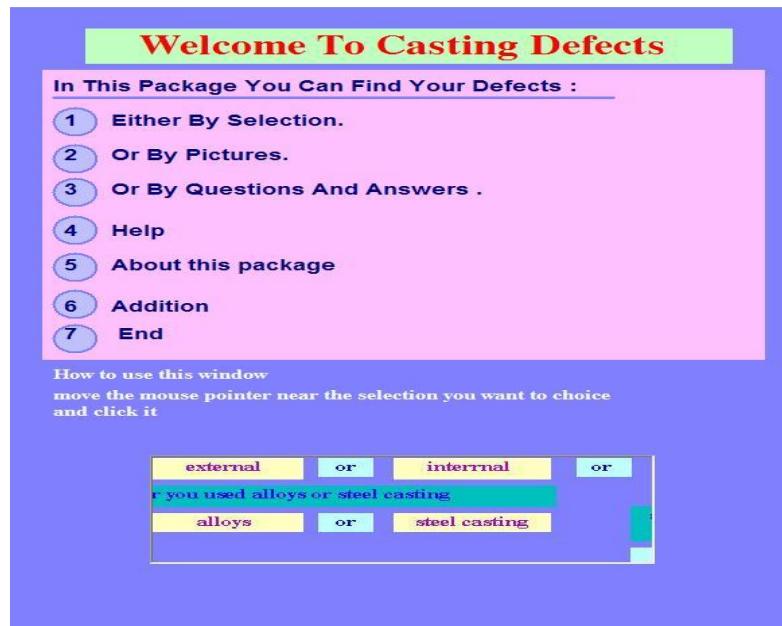 Welcome To Casting Defects
In This Package You Can Find Your Defects :
1 Either By Selection.
2 Or By Pictures.
3 Or By Questions And Answers .
4 Help
5 About this package
6 Addition
7 End
How to use this window
move the mouse pointer near the selection you want to choice
and click it
external or interrnal or
r you used alloys or steel casting
alloys or steel casting